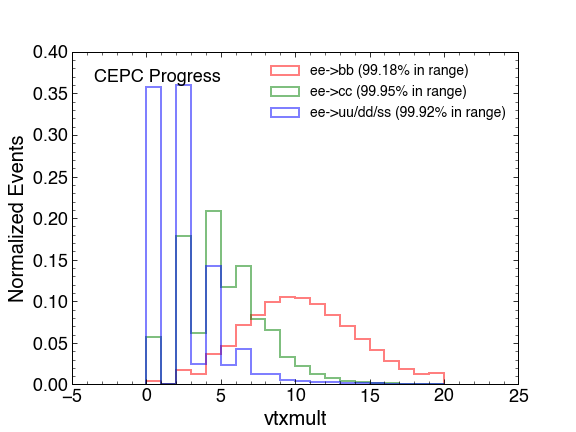 CEPC Progress
ee->bb (99.18% in range)
ee->cc (99.95% in range)
ee->uu/dd/ss (99.92% in range)
Normalized Events
0.40
0.35
0.30
0.25
0.20
0.15
0.10
0.05
0.00
−5 0 5 10 15 20 25
vtxmult